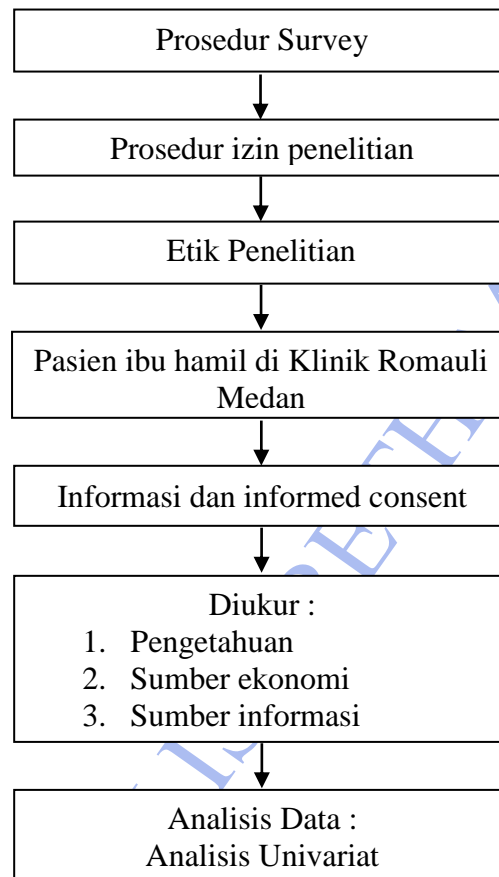 Prosedur Survey
Prosedur izin penelitian
Etik Penelitian
Pasien ibu hamil di Klinik Romauli
Medan
Informasi dan informed consent
Diukur :
1. Pengetahuan
2. Sumber ekonomi
3. Sumber informasi
Analisis Data :
Analisis Univariat